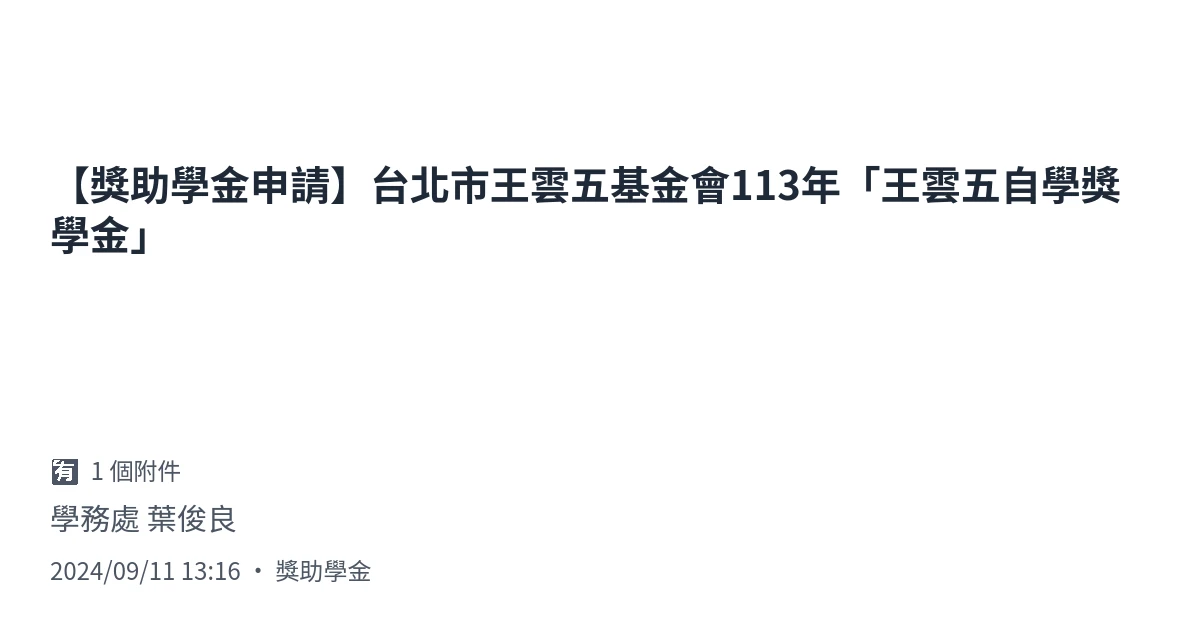 【獎助學金申請】台北市王雲五基金會113年「王雲五自學獎
學金」
🈶 1 個附件
學務處 葉俊良
2024/09/11 13:16 • 獎助學金